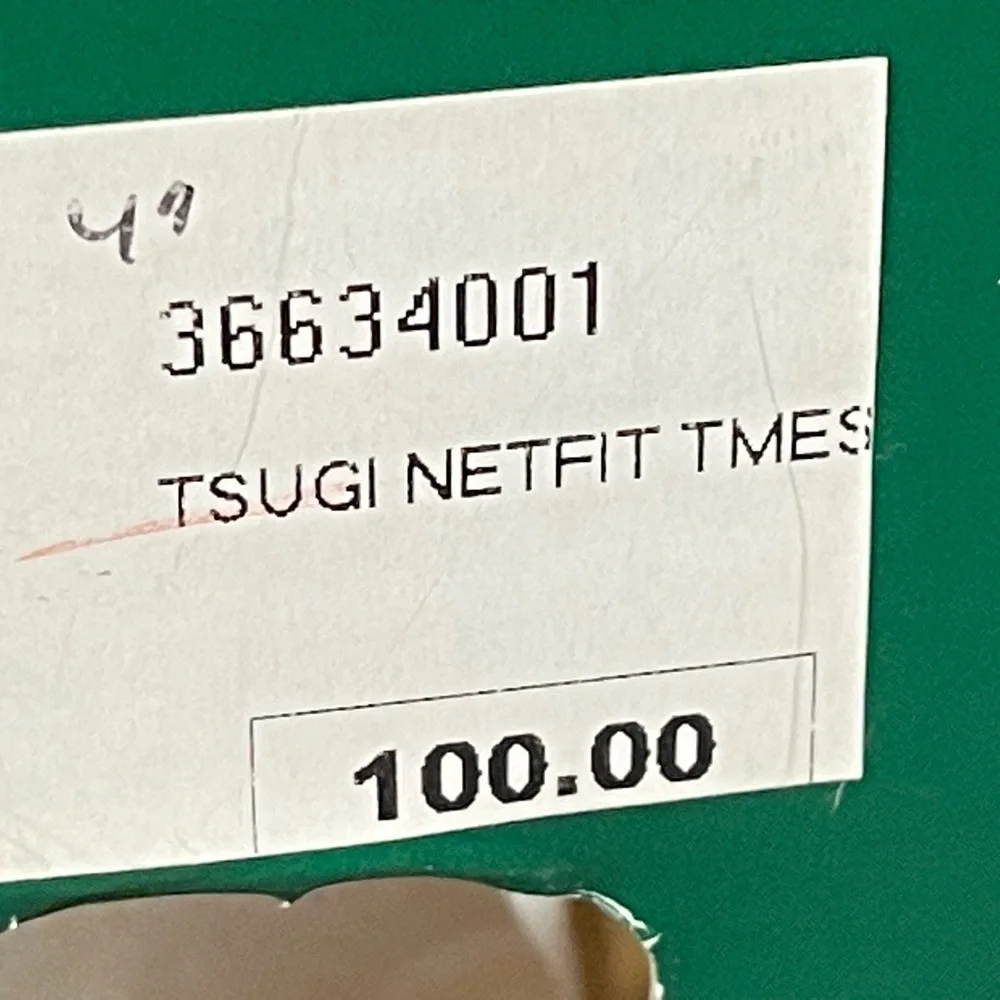 36634001
TSUGI NETFIT TMES
100.00